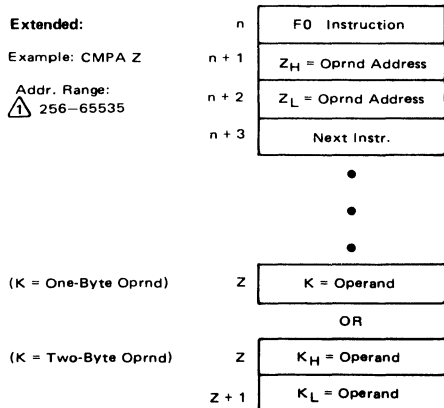 Extended: n F0 Instruction
Example: CMPA Z n + 1 ZH = Oprnd Address
Addr. Range: n + 2 ZL = Oprnd Address
1 256–65535
n + 3 Next Instr.
(K = One-Byte Oprnd) Z K = Operand
OR
(K = Two-Byte Oprnd) Z KH = Operand
Z + 1 KL = Operand